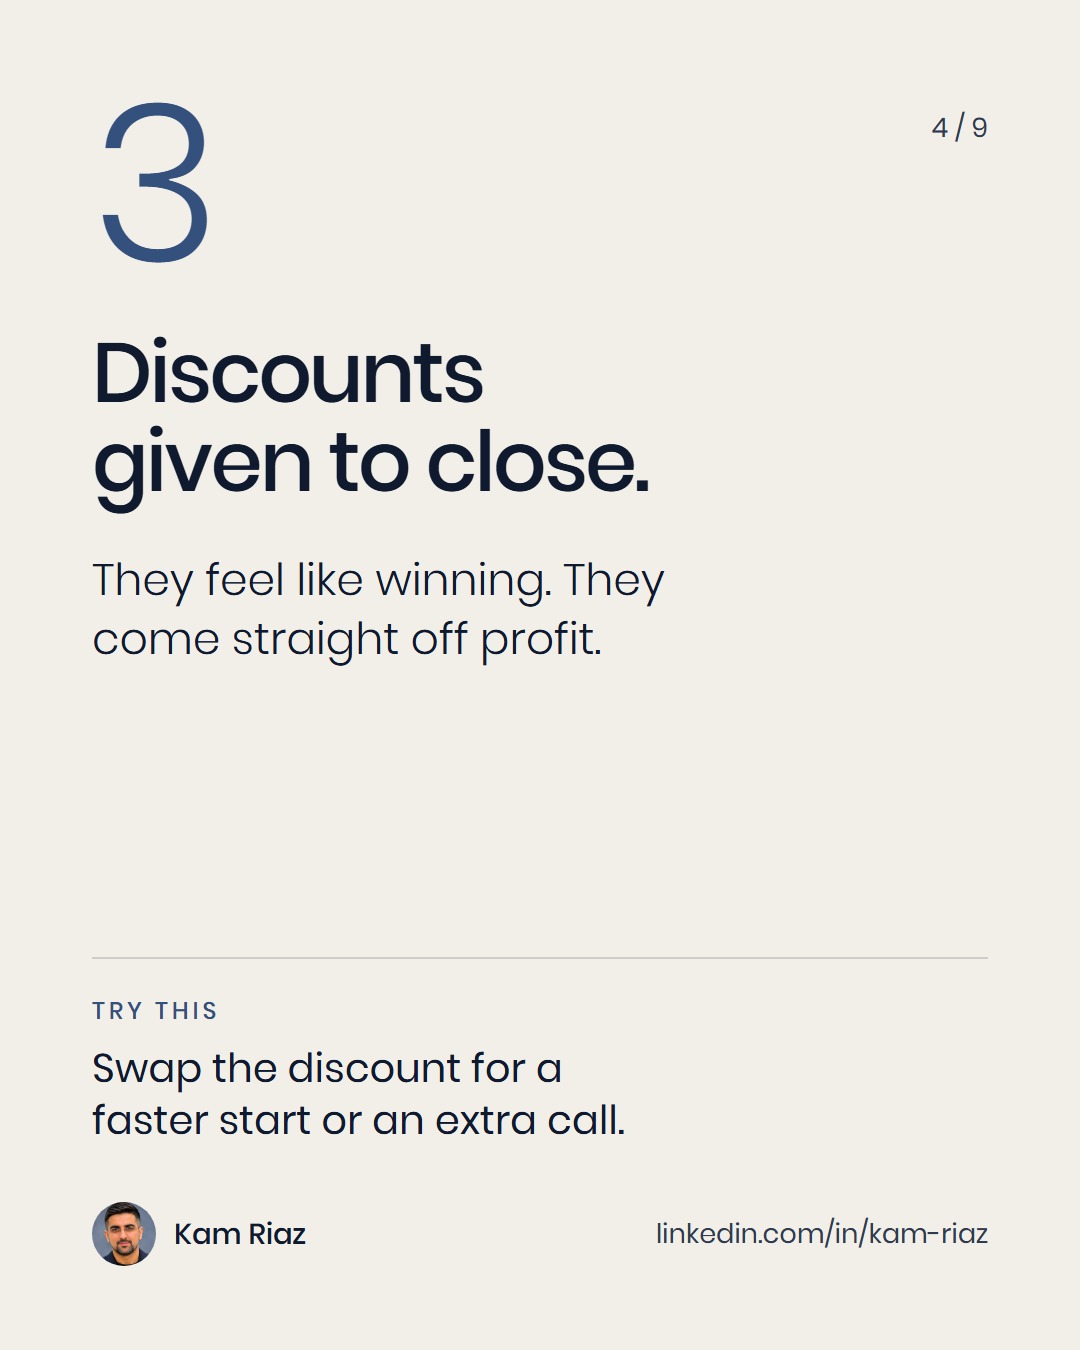 3
4 / 9
Discounts
given to close.
They feel like winning. They
come straight off profit.
TRY THIS
Swap the discount for a
faster start or an extra call.
Kam Riaz
linkedin.com/in/kam-riaz